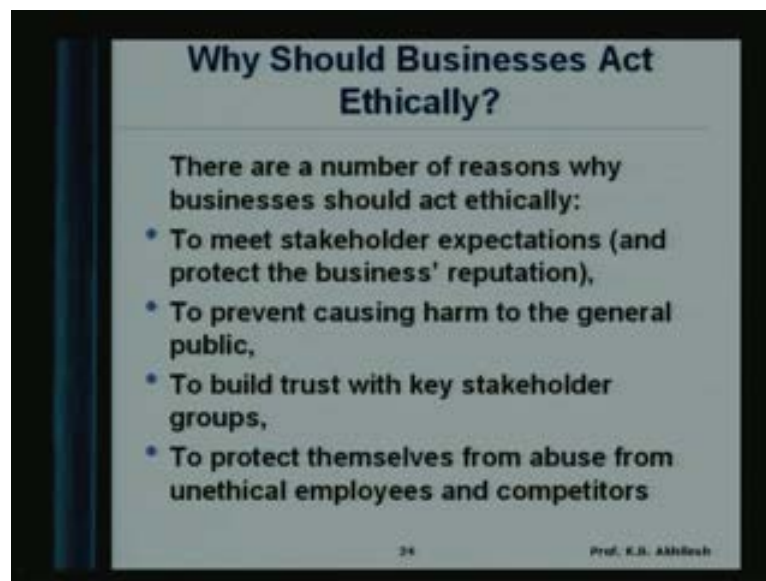 Why Should Businesses Act
Ethically?
There are a number of reasons why
businesses should act ethically:
• To meet stakeholder expectations (and
protect the business' reputation),
• To prevent causing harm to the general
public,
• To build trust with key stakeholder
groups,
• To protect themselves from abuse from
unethical employees and competitors
24
Prof. K.B. Akhilesh